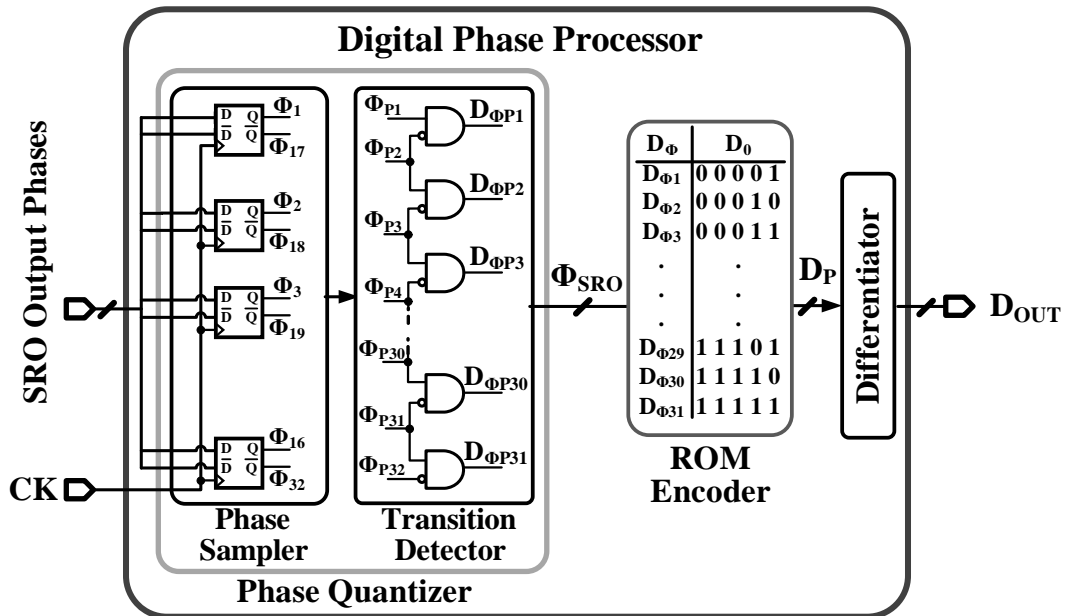 Digital Phase Processor
SRO Output Phases
CK
D Q Φ1
D Q Φ17
D Q Φ2
D Q Φ18
D Q Φ3
D Q Φ19
D Q Φ16
D Q Φ32
Phase
Sampler
ΦP1
DΦP1
ΦP2
DΦP2
ΦP3
DΦP3
ΦP4
ΦP30
DΦP30
ΦP31
DΦP31
ΦP32
Transition
Detector
Phase Quantizer
ΦSRO
DΦ D0
DΦ1 0 0 0 0 1
DΦ2 0 0 0 1 0
DΦ3 0 0 0 1 1
. .
. .
. .
DΦ29 1 1 1 0 1
DΦ30 1 1 1 1 0
DΦ31 1 1 1 1 1
ROM
Encoder
DP
Differentiator
DOUT